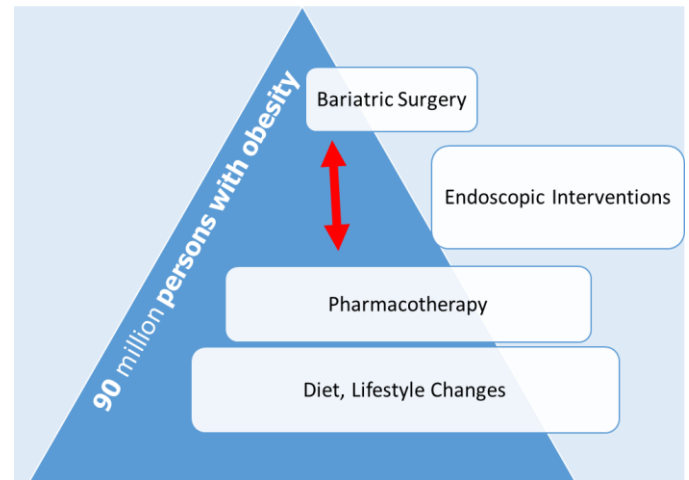 90 million persons with obesity
Bariatric Surgery
Endoscopic Interventions
Pharmacotherapy
Diet, Lifestyle Changes